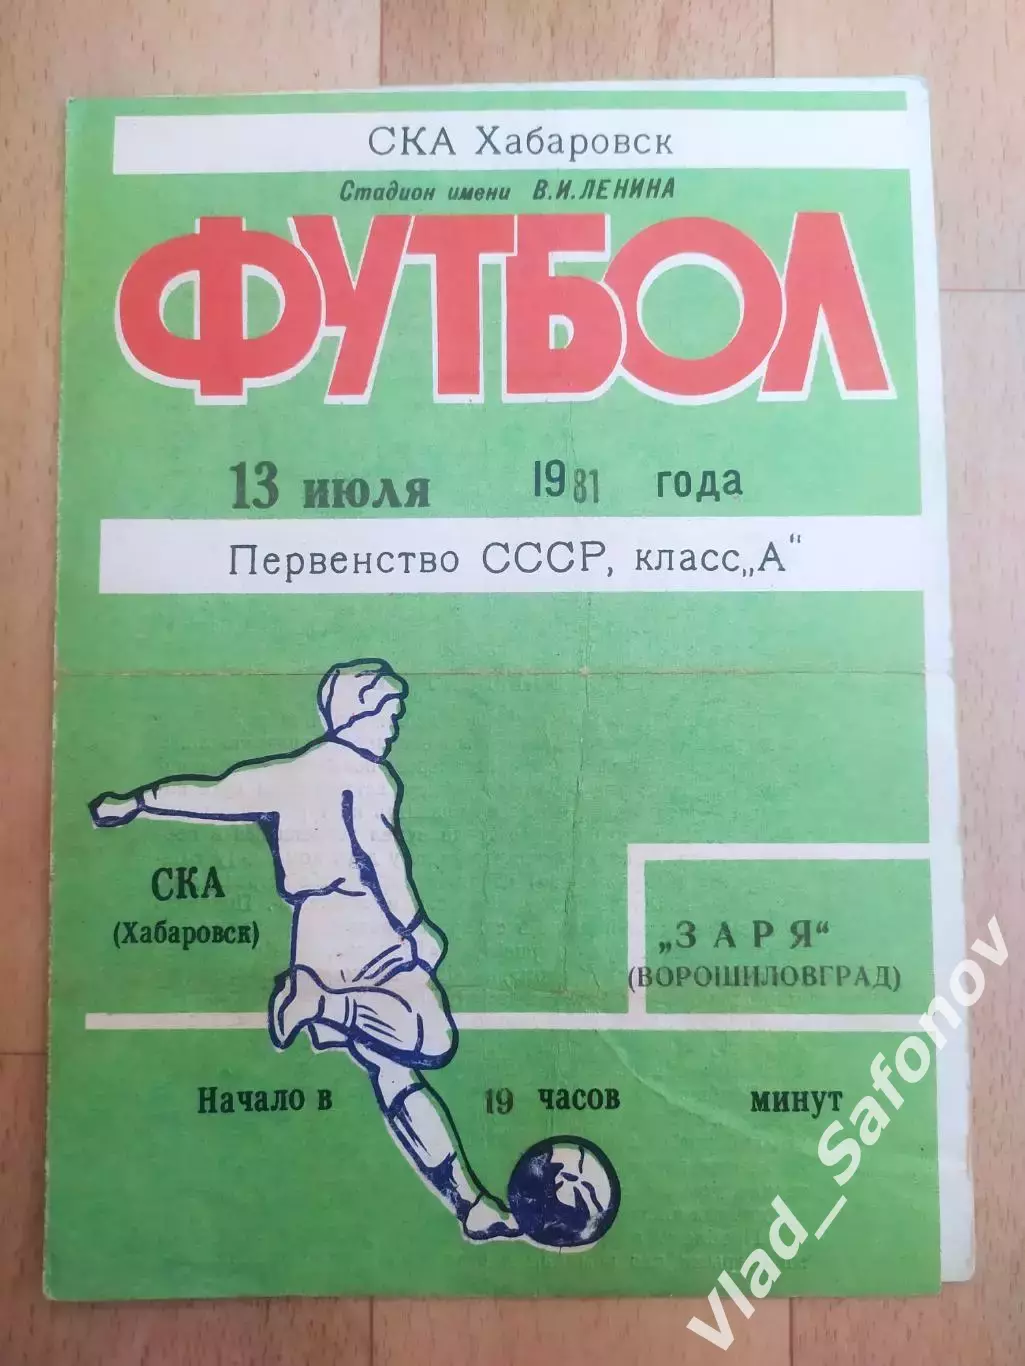 СКА Хабаровск
Стадион имени В.И.ЛЕНИНА
ФУТБОЛ
13 июля 1981 года
Первенство СССР, класс„А“
СКА
(Хабаровск)
„ЗАРЯ“
(ВОРОШИЛОВГРАД)
Начало в 19 часов минут
Vlad_Safonov